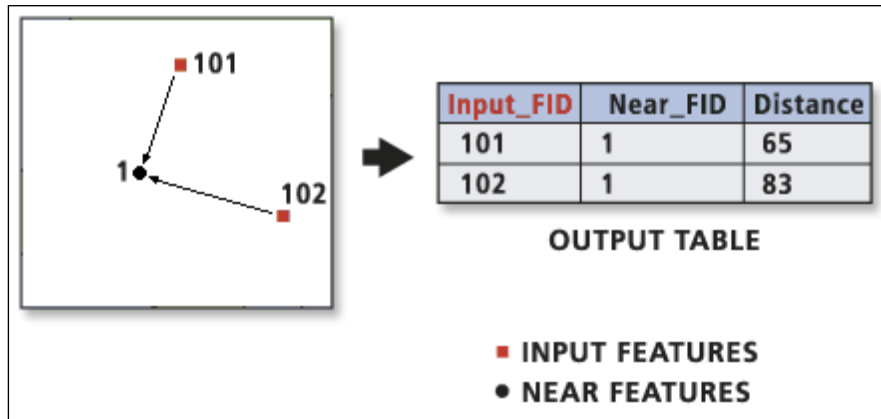 101
1
102
Input_FID Near_FID Distance
101 1 65
102 1 83
OUTPUT TABLE
INPUT FEATURES
NEAR FEATURES